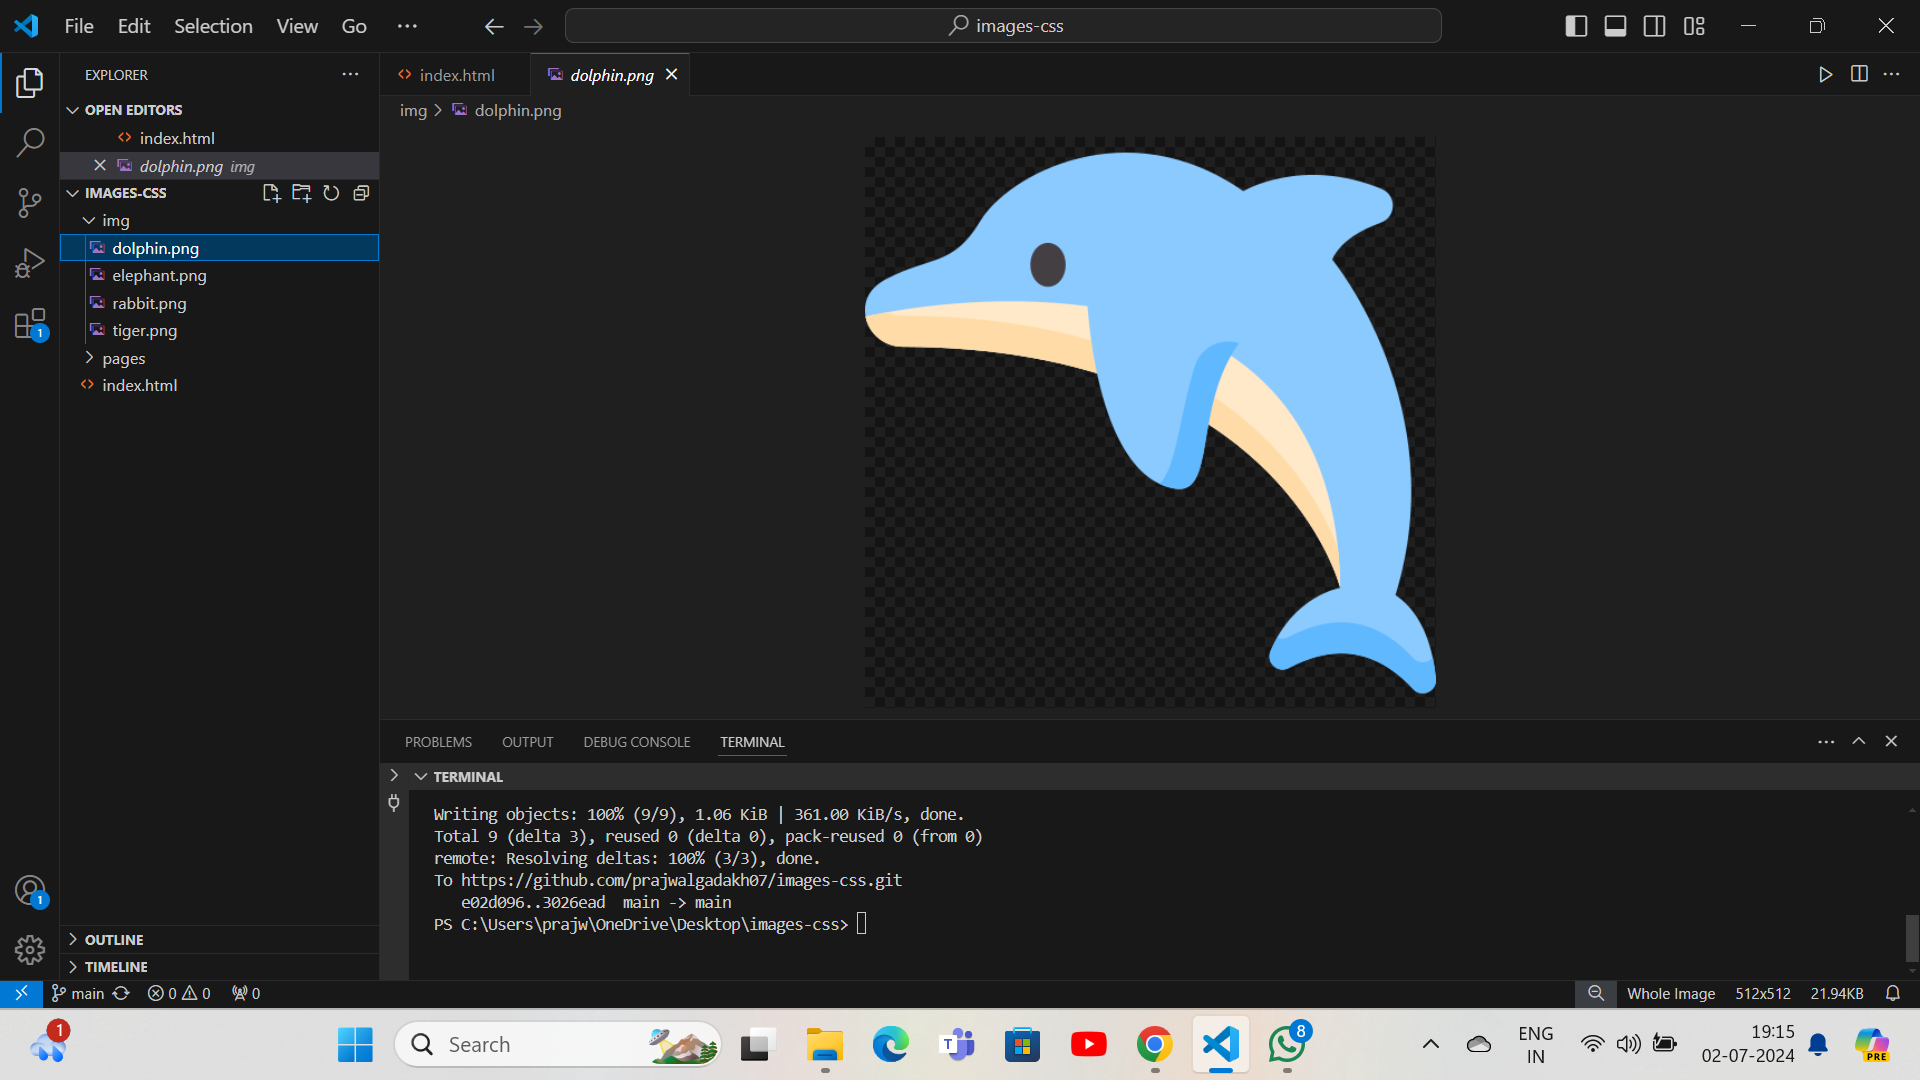 File Edit Selection View Go ···
images-css
EXPLORER
OPEN EDITORS
index.html
dolphin.png img
IMAGES-CSS
img
dolphin.png
elephant.png
rabbit.png
tiger.png
pages
index.html
1
1
OUTLINE
TIMELINE
index.html
dolphin.png
img > dolphin.png
PROBLEMS OUTPUT DEBUG CONSOLE TERMINAL
TERMINAL
Writing objects: 100% (9/9), 1.06 KiB | 361.00 KiB/s, done.
Total 9 (delta 3), reused 0 (delta 0), pack-reused 0 (from 0)
remote: Resolving deltas: 100% (3/3), done.
To https://github.com/prajwalgadakh07/images-css.git
e02d096..3026ead main -> main
PS C:\Users\prajw\OneDrive\Desktop\images-css>
main 0 0 0
Whole Image 512x512 21.94KB
1
Search
T
8
ENG
IN
19:15
02-07-2024
PRE